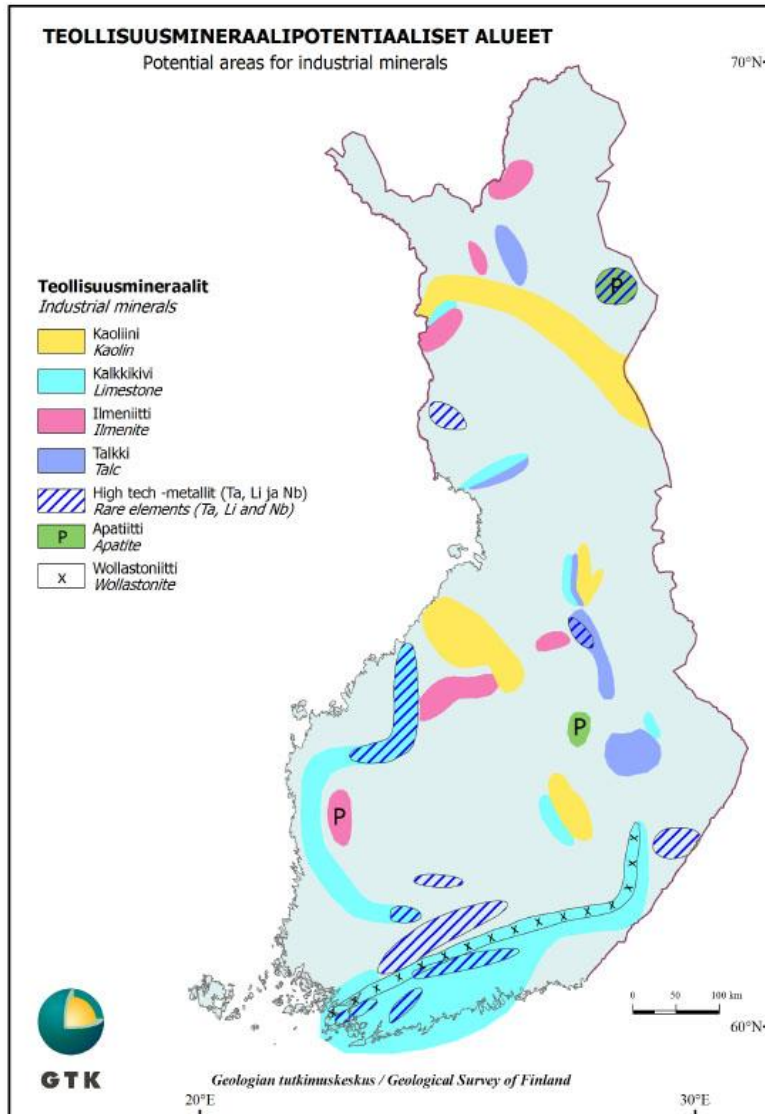 TEOLLISUUSMINERAALIPOTENTIAALISET ALUEET
Potential areas for industrial minerals
70°N
Teollisuusmineraalit
Industrial minerals
Kaoliini
Kaolin
Kalkkikivi
Limestone
Ilmeniitti
Ilmenite
Talkki
Talc
High tech -metallit (Ta, Li ja Nb)
Rare elements (Ta, Li and Nb)
P
Apatiitti
Apatite
x
Wollastoniitti
Wollastonite
P
P
P
x x x x x x x x x x x x x x x x x
0 50 100 km
60°N
GTK
Geologian tutkimuskeskus / Geological Survey of Finland
20°E
30°E